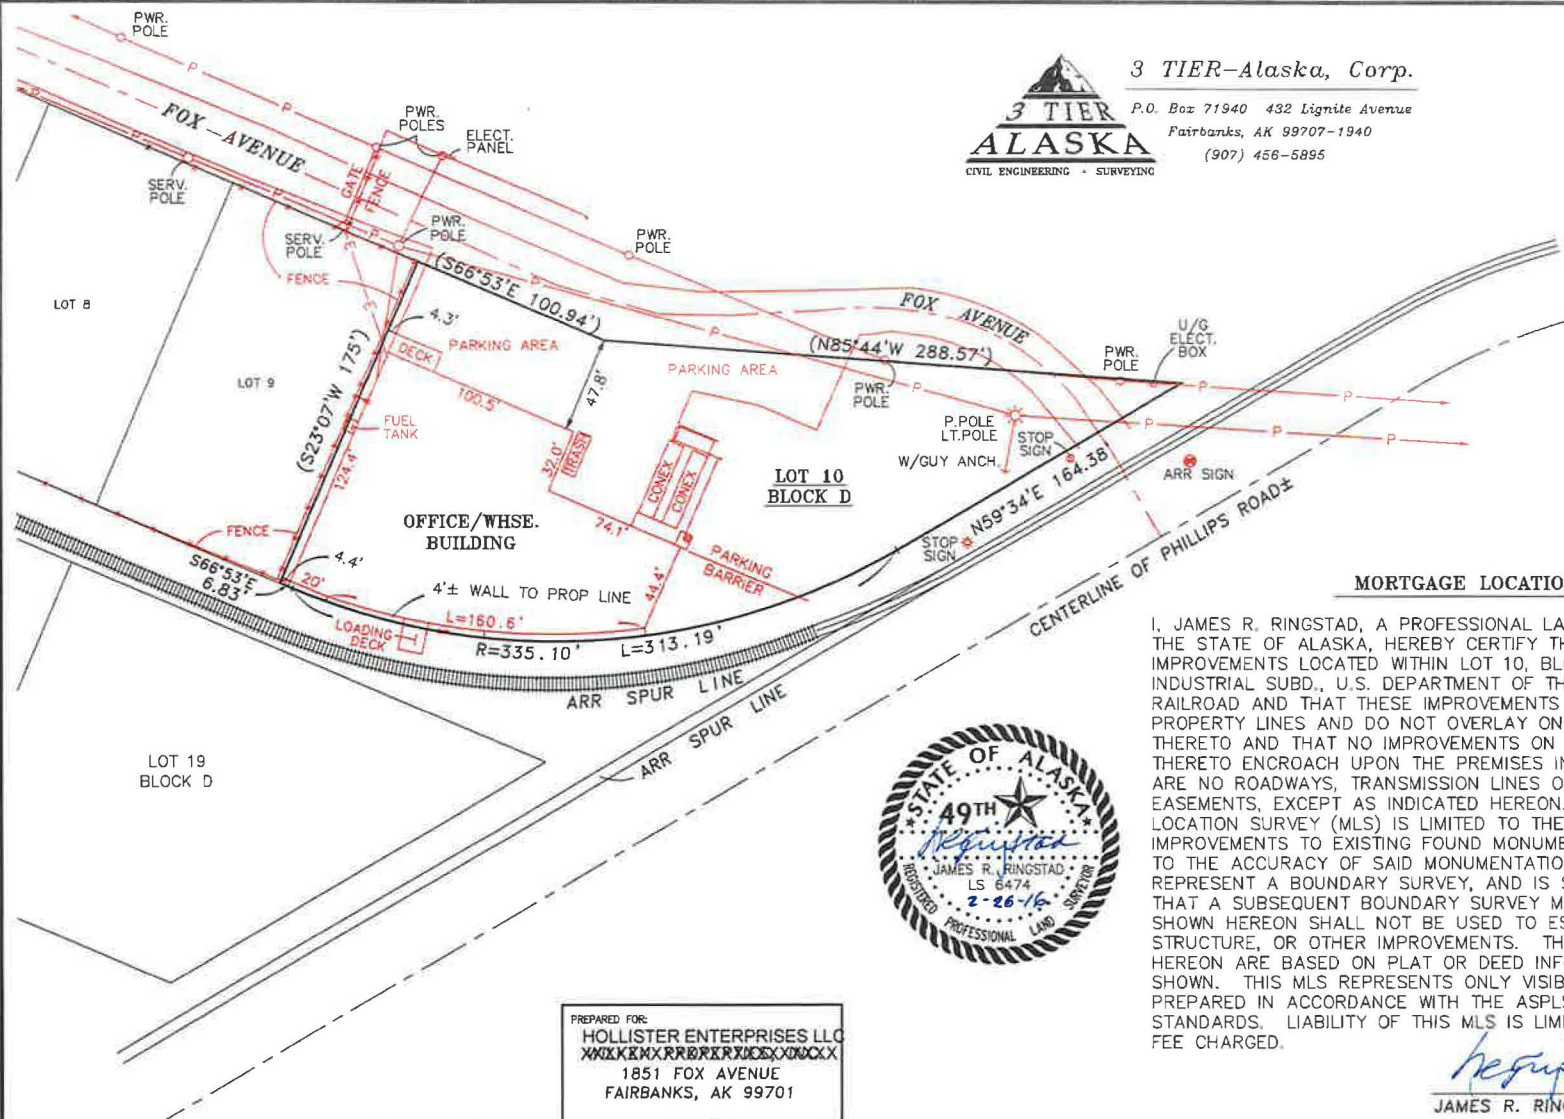 3 TIER-Alaska, Corp.
P.O. Box 71940 432 Lignite Avenue
Fairbanks, AK 99707-1940
(907) 456-5895
3 TIER
ALASKA
CIVIL ENGINEERING - SURVEYING
PWR.
POLE
P
P
P
FOX AVENUE
PWR.
POLES
ELECT.
PANEL
GATE
FENCE
SERV.
POLE
P
SERV.
POLE
P
PWR.
POLE
PWR.
POLE
FENCE
3
3
(S66°53'E 100.94')
P
FOX AVENUE
(N85°44'W 288.57')
U/G
ELECT.
BOX
PWR.
POLE
PWR.
POLE
P
P
P
P
P
LOT 8
LOT 9
4.3'
DECK
PARKING AREA
PARKING AREA
47.8'
100.5'
(S23°07'W 175')
FUEL
TANK
124.4'
32.0'
TRASH
CONEX
CONEX
P.POLE
LT.POLE
W/GUY ANCH.
STOP
SIGN
ARR SIGN
LOT 10
BLOCK D
N59°34'E 164.38'
STOP
SIGN
OFFICE/WHSE.
BUILDING
74.1'
PARKING
BARRIER
FENCE
S66°53'E
6.83'
4.4'
20'
4'± WALL TO PROP LINE
44.4'
LOADING
DECK
L=160.6'
R=335.10'
L=313.19'
ARR SPUR LINE
ARR SPUR LINE
CENTERLINE OF PHILLIPS ROAD±
LOT 19
BLOCK D
STATE OF ALASKA
49TH
JAMES R. RINGSTAD
LS 6474
2-26-16
REGISTERED PROFESSIONAL LAND SURVEYOR
MORTGAGE LOCATIO
I, JAMES R. RINGSTAD, A PROFESSIONAL LA
THE STATE OF ALASKA, HEREBY CERTIFY TH
IMPROVEMENTS LOCATED WITHIN LOT 10, BL
INDUSTRIAL SUBD., U.S. DEPARTMENT OF TH
RAILROAD AND THAT THESE IMPROVEMENTS
PROPERTY LINES AND DO NOT OVERLAY ON
THERETO AND THAT NO IMPROVEMENTS ON
THERETO ENCROACH UPON THE PREMISES IN
ARE NO ROADWAYS, TRANSMISSION LINES O
EASEMENTS, EXCEPT AS INDICATED HEREON.
LOCATION SURVEY (MLS) IS LIMITED TO THE
IMPROVEMENTS TO EXISTING FOUND MONUME
TO THE ACCURACY OF SAID MONUMENTATIO
REPRESENT A BOUNDARY SURVEY, AND IS S
THAT A SUBSEQUENT BOUNDARY SURVEY M
SHOWN HEREON SHALL NOT BE USED TO ES
STRUCTURE, OR OTHER IMPROVEMENTS. TH
HEREON ARE BASED ON PLAT OR DEED INF
SHOWN. THIS MLS REPRESENTS ONLY VISIB
PREPARED IN ACCORDANCE WITH THE ASPLS
STANDARDS. LIABILITY OF THIS MLS IS LIMI
FEE CHARGED.
JAMES R. RIN
PREPARED FOR:
HOLLISTER ENTERPRISES LLC
1851 FOX AVENUE
FAIRBANKS, AK 99701